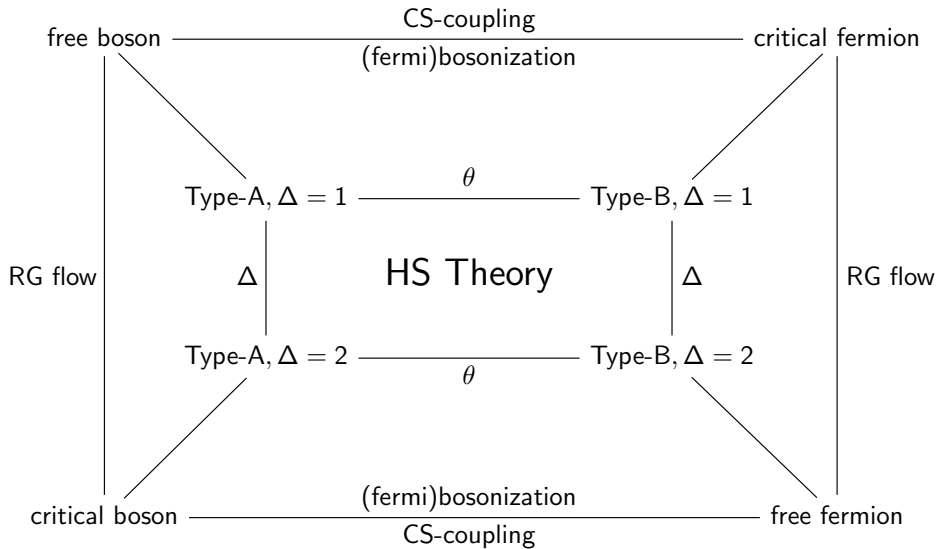 CS-coupling
free boson
critical fermion
(fermi)bosonization
θ
Type-A, Δ = 1
Type-B, Δ = 1
RG flow
Δ
HS Theory
Δ
RG flow
Type-A, Δ = 2
Type-B, Δ = 2
θ
(fermi)bosonization
critical boson
free fermion
CS-coupling